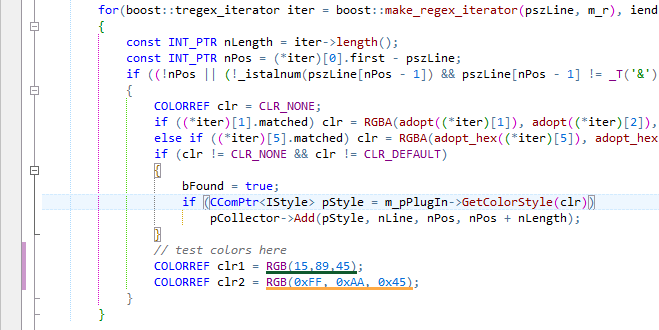 for(boost::tregex_iterator iter = boost::make_regex_iterator(pszLine, m_r), iend
{
const INT_PTR nLength = iter->length();
const INT_PTR nPos = (*iter)[0].first - pszLine;
if ((!nPos || (!_istalnum(pszLine[nPos - 1]) && pszLine[nPos - 1] != _T('&')
{
COLORREF clr = CLR_NONE;
if ((*iter)[1].matched) clr = RGBA(adopt((*iter)[1]), adopt((*iter)[2]),
else if ((*iter)[5].matched) clr = RGBA(adopt_hex((*iter)[5]), adopt_hex
if (clr != CLR_NONE && clr != CLR_DEFAULT)
{
bFound = true;
if (CComPtr<IStyle> pStyle = m_pPlugIn->GetColorStyle(clr))
pCollector->Add(pStyle, nLine, nPos, nPos + nLength);
}
// test colors here
COLORREF clr1 = RGB(15,89,45);
COLORREF clr2 = RGB(0xFF, 0xAA, 0x45);
}
}